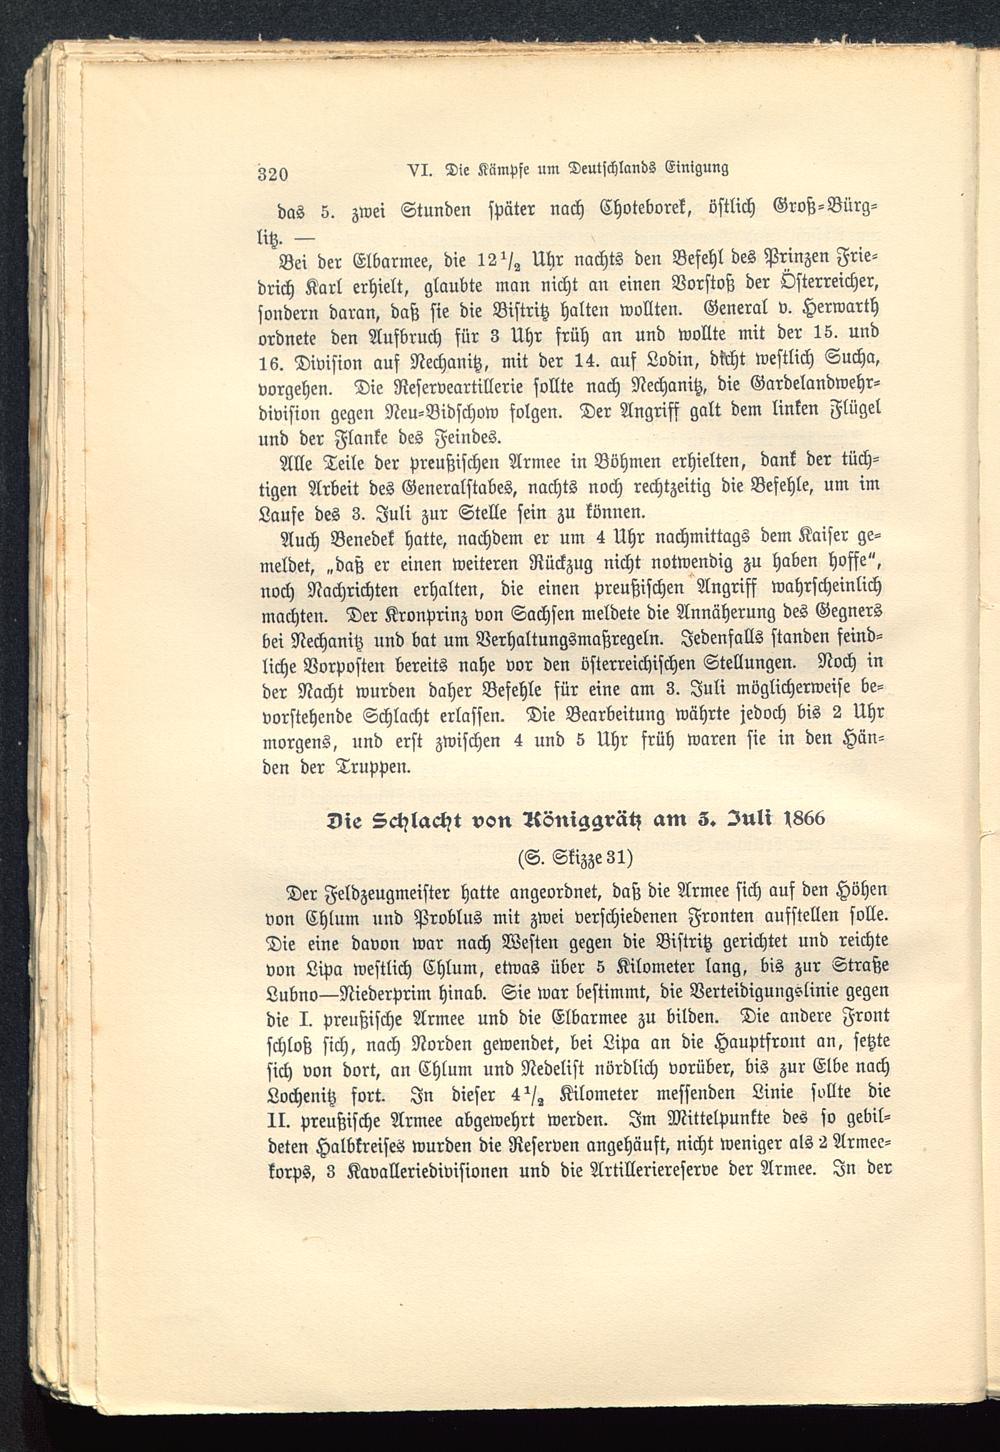 320 VI. Die Kämpfe um Deutschlands Einigung
das 5. zwei Stunden später nach Choteborek, östlich Groß-Bürg-
litz. —
Bei der Elbarmee, die 12 1/2 Uhr nachts den Befehl des Prinzen Frie-
drich Karl erhielt, glaubte man nicht an einen Vorstoß der Österreicher,
sondern daran, daß sie die Bistritz halten wollten. General v. Herwarth
ordnete den Aufbruch für 3 Uhr früh an und wollte mit der 15. und
16. Division auf Nechanitz, mit der 14. auf Lodin, dicht westlich Sucha,
vorgehen. Die Reserveartillerie sollte nach Nechanitz, die Gardelandwehr-
division gegen Neu-Bidschow folgen. Der Angriff galt dem linken Flügel
und der Flanke des Feindes.
Alle Teile der preußischen Armee in Böhmen erhielten, dank der tüch-
tigen Arbeit des Generalstabes, nachts noch rechtzeitig die Befehle, um im
Laufe des 3. Juli zur Stelle sein zu können.
Auch Benedek hatte, nachdem er um 4 Uhr nachmittags dem Kaiser ge-
meldet, „daß er einen weiteren Rückzug nicht notwendig zu haben hoffe“,
noch Nachrichten erhalten, die einen preußischen Angriff wahrscheinlich
machten. Der Kronprinz von Sachsen meldete die Annäherung des Gegners
bei Nechanitz und bat um Verhaltungsmaßregeln. Jedenfalls standen feind-
liche Vorposten bereits nahe vor den österreichischen Stellungen. Noch in
der Nacht wurden daher Befehle für eine am 3. Juli möglicherweise be-
vorstehende Schlacht erlassen. Die Bearbeitung währte jedoch bis 2 Uhr
morgens, und erst zwischen 4 und 5 Uhr früh waren sie in den Hän-
den der Truppen.
Die Schlacht von Königgrätz am 3. Juli 1866
(S. Skizze 31)
Der Feldzeugmeister hatte angeordnet, daß die Armee sich auf den Höhen
von Chlum und Problus mit zwei verschiedenen Fronten aufstellen solle.
Die eine davon war nach Westen gegen die Bistritz gerichtet und reichte
von Lipa westlich Chlum, etwas über 5 Kilometer lang, bis zur Straße
Lubno—Niederprim hinab. Sie war bestimmt, die Verteidigungslinie gegen
die I. preußische Armee und die Elbarmee zu bilden. Die andere Front
schloß sich, nach Norden gewendet, bei Lipa an die Hauptfront an, setzte
sich von dort, an Chlum und Nedelist nördlich vorüber, bis zur Elbe nach
Lochenitz fort. In dieser 4 1/2 Kilometer messenden Linie sollte die
II. preußische Armee abgewehrt werden. Im Mittelpunkte des so gebil-
deten Halbkreises wurden die Reserven angehäuft, nicht weniger als 2 Armee-
korps, 3 Kavalleriedivisionen und die Artilleriereserve der Armee. In der